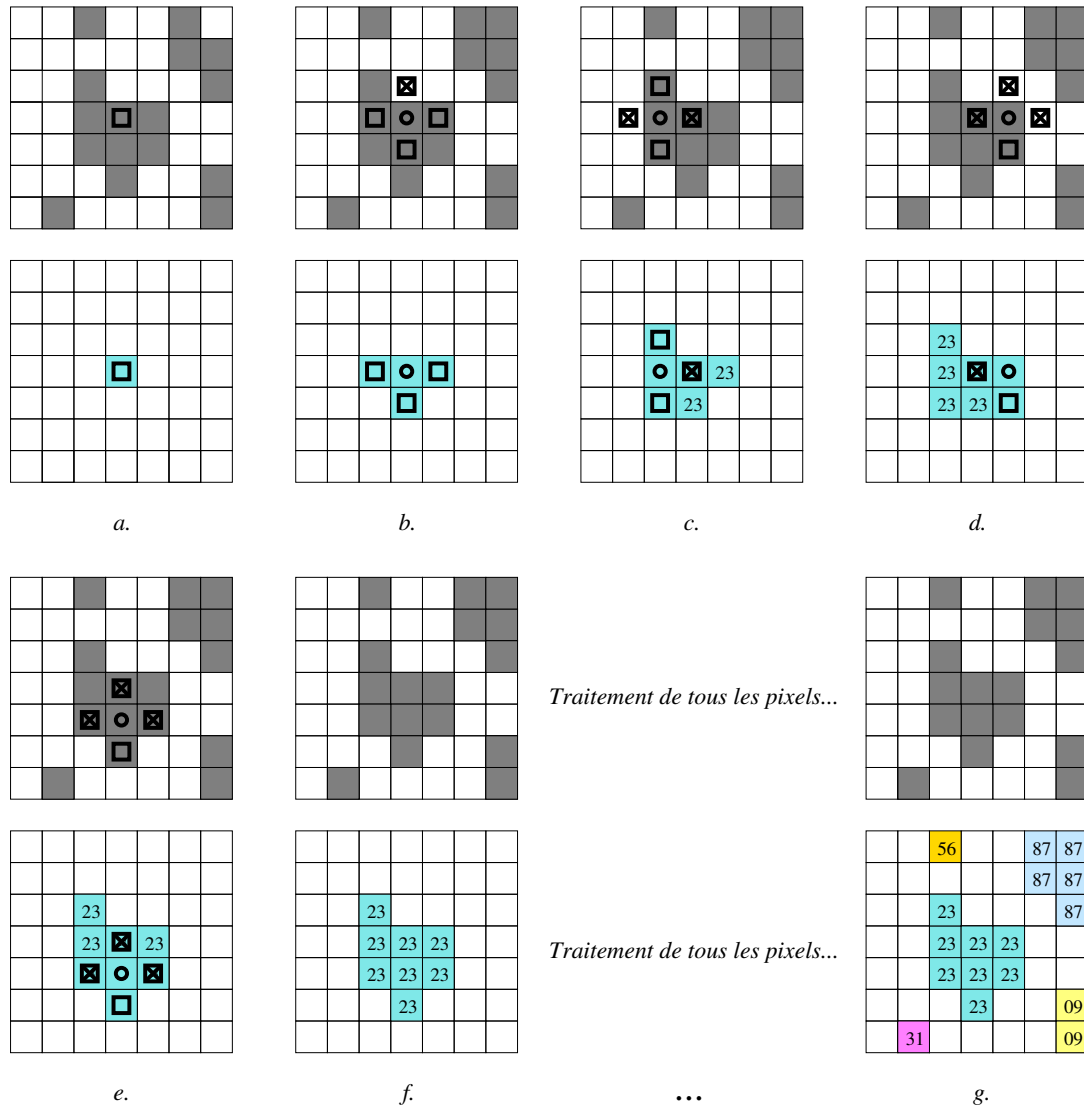 23
23
23
23
23 23
a.
b.
c.
d.
Traitement de tous les pixels...
56 87 87
87 87
23 23 23 87
23 23 23 23 23 Traitement de tous les pixels... 23 23 23
23 23 23 23 23 23
23 23 09
31 09
e.
f.
...
g.